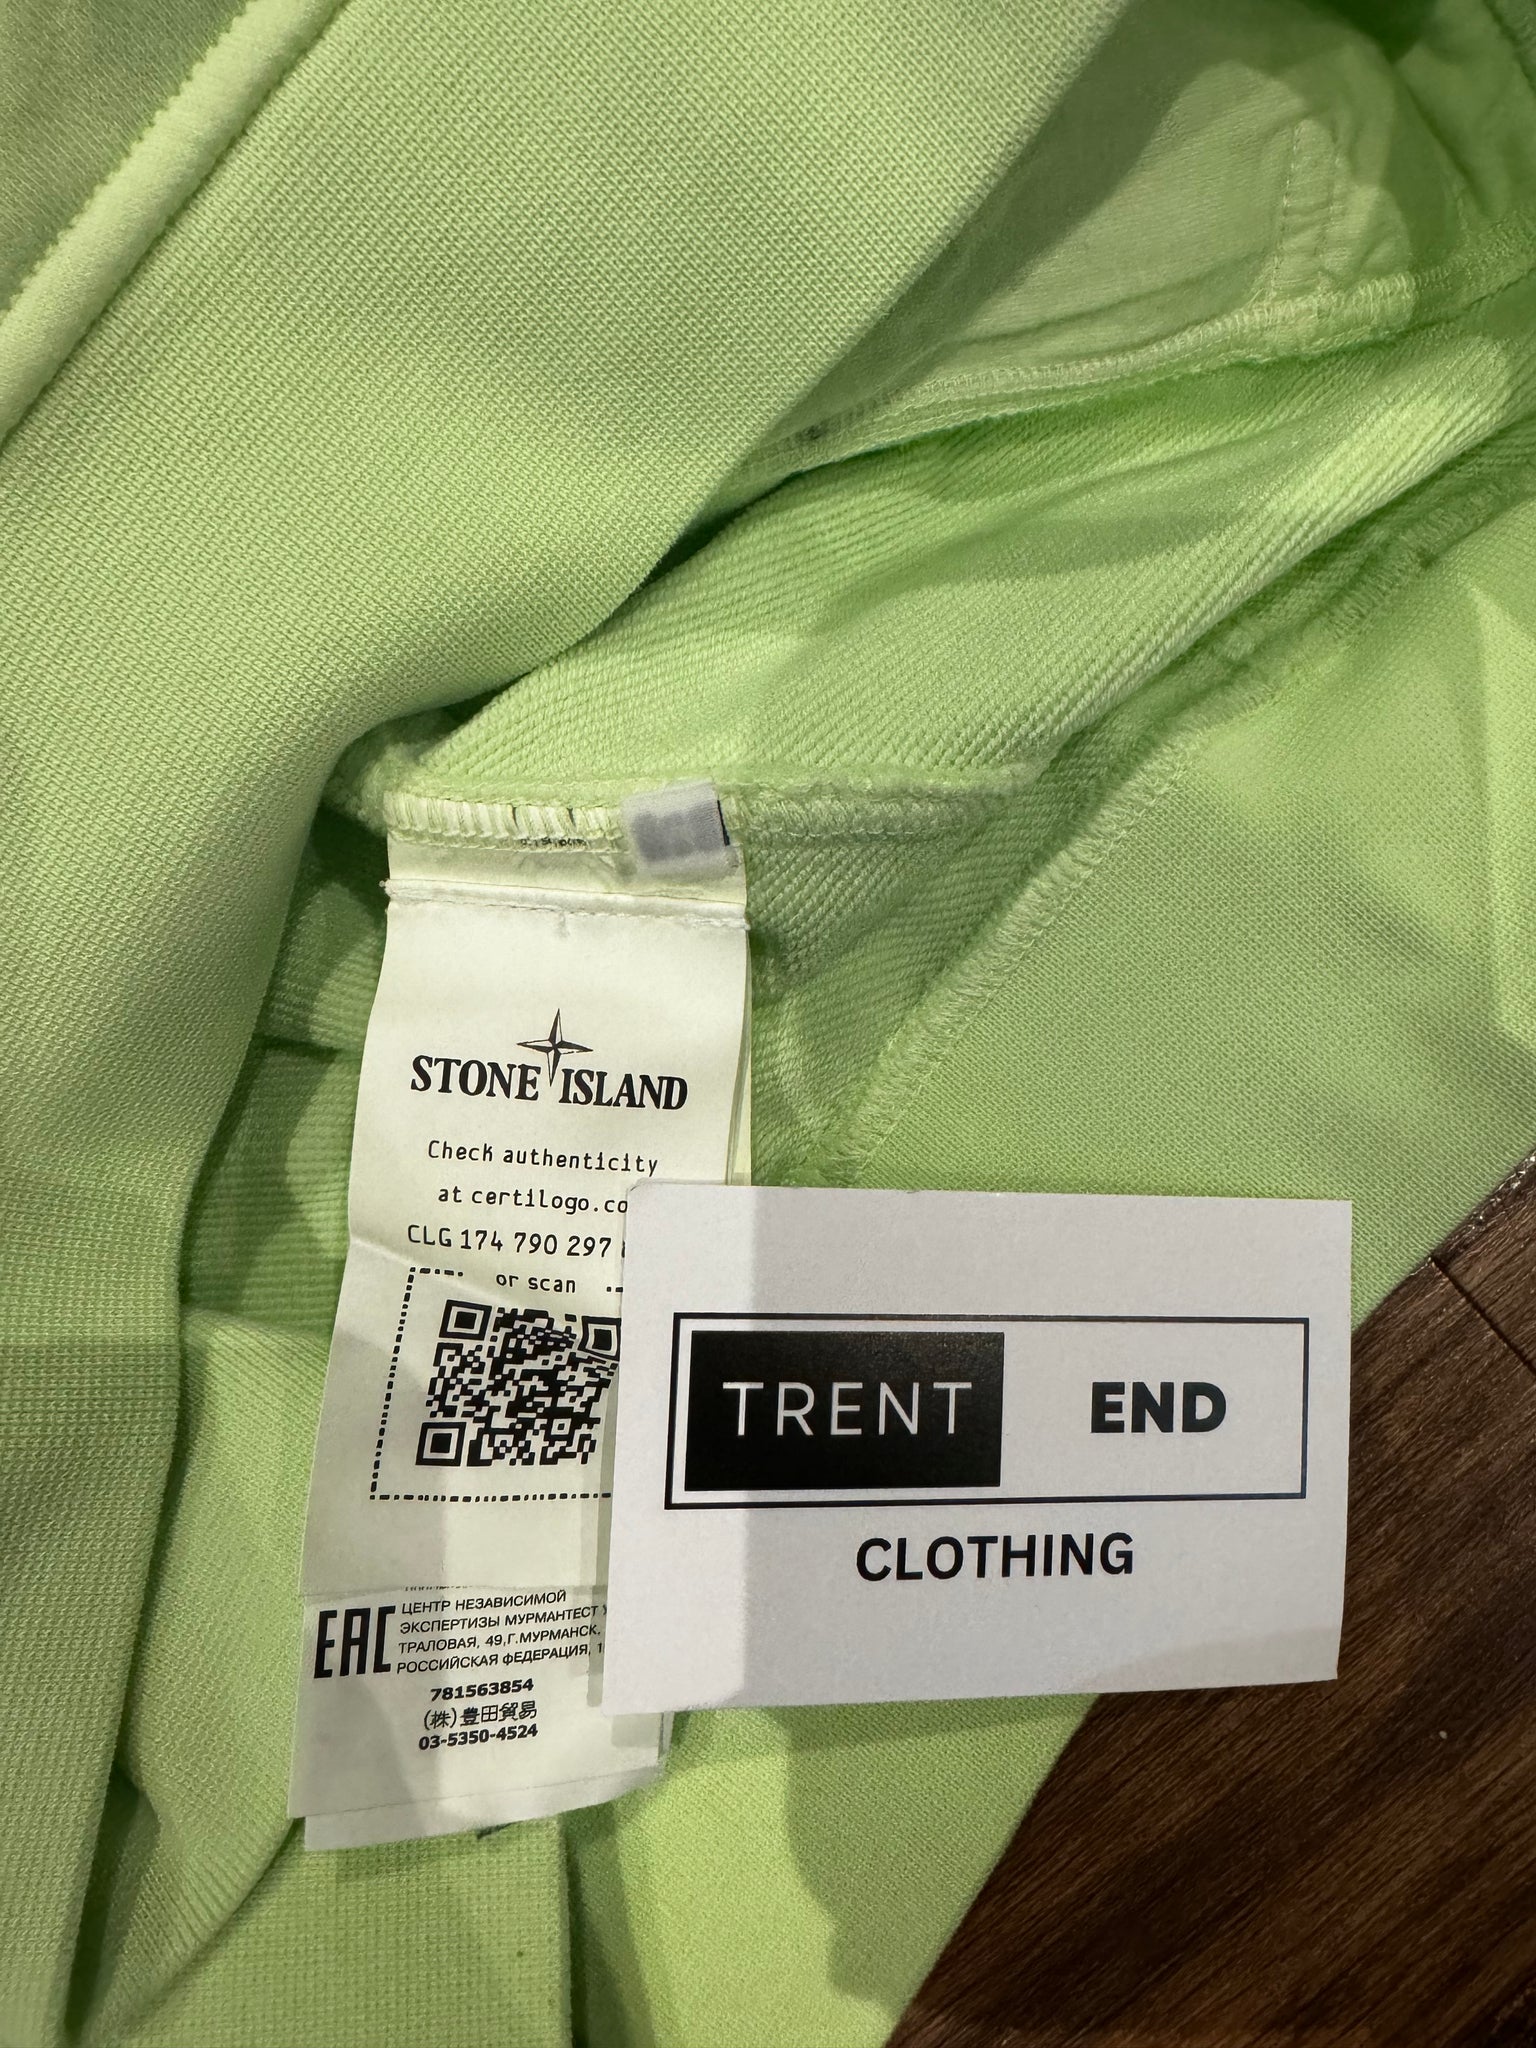 STONE ISLAND
Check authenticity
at certilogo.co
CLG 174 790 297
or scan
TRENT END
CLOTHING
EAC
ЦЕНТР НЕЗАВИСИМОЙ
ЭКСПЕРТИЗЫ МУРМАНТЕСТ
ТРАЛОВАЯ, 49,Г.МУРМАНСК,
РОССИЙСКАЯ ФЕДЕРАЦИЯ,
781563854
(株)豊田貿易
03-5350-4524